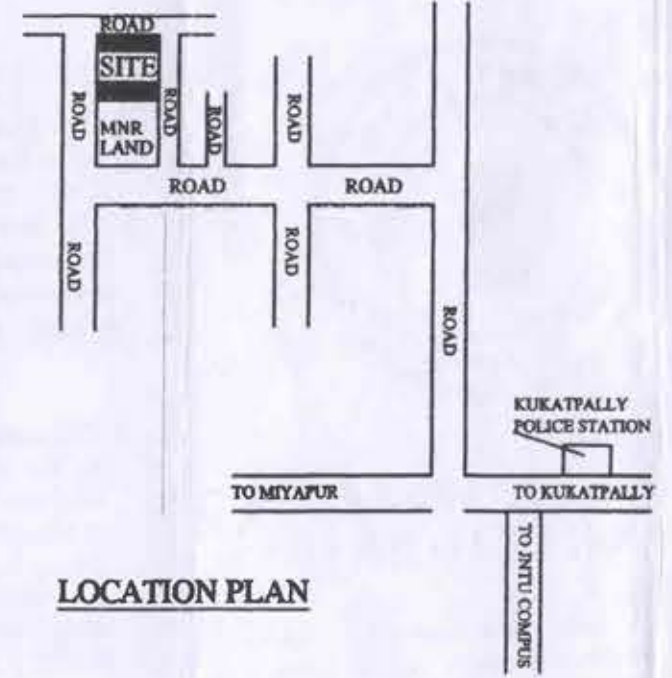 ROAD
SITE
ROAD
ROAD
ROAD
ROAD
MNR
LAND
ROAD
ROAD
ROAD
ROAD
ROAD
KUKATPALLY
POLICE STATION
TO MIYAPUR
TO KUKATPALLY
TO JNTU COMPUS
LOCATION PLAN